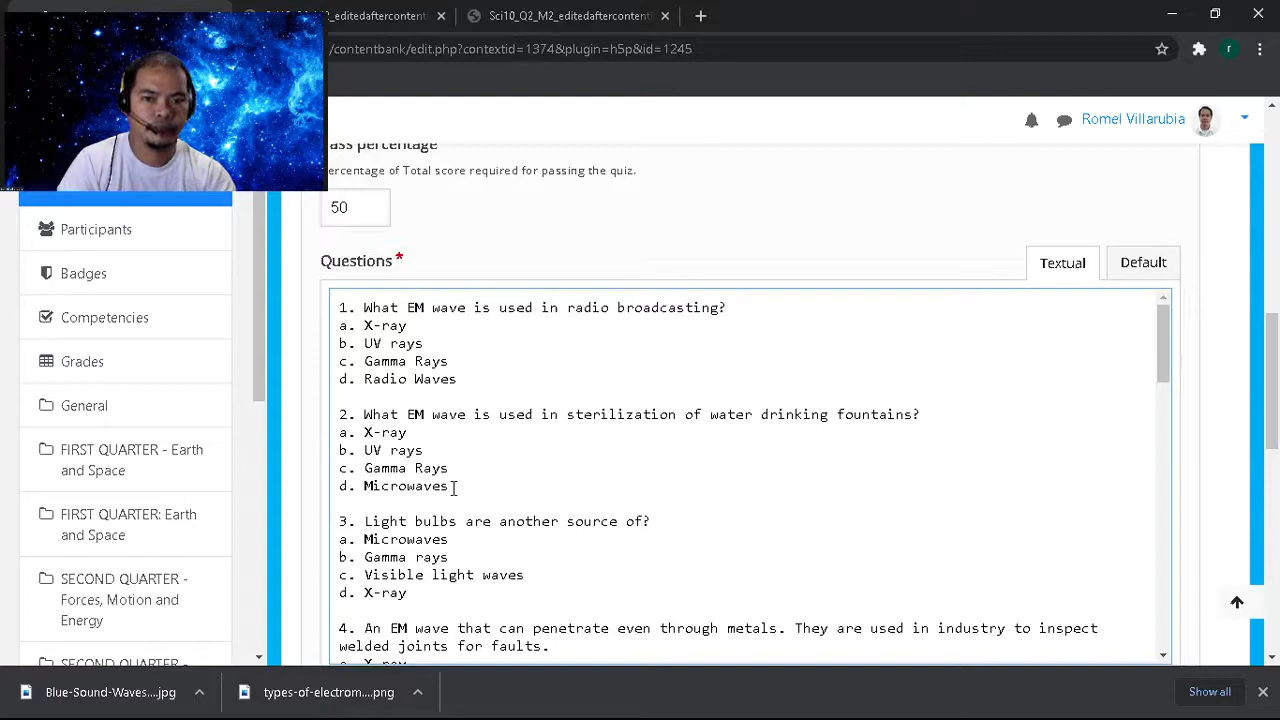 _editedaftercontent
Sci10_Q2_M2_editedaftercontent
/contentbank/edit.php?contextid=1374&plugin=h5p&id=1245
r
Romel Villarubia
ass percentage
ercentage of Total score required for passing the quiz.
50
Participants
Badges
Competencies
Grades
General
FIRST QUARTER - Earth
and Space
FIRST QUARTER: Earth
and Space
SECOND QUARTER -
Forces, Motion and
Energy
SECOND QUARTER -
Questions *
Textual
Default
1. What EM wave is used in radio broadcasting?
a. X-ray
b. UV rays
c. Gamma Rays
d. Radio Waves
2. What EM wave is used in sterilization of water drinking fountains?
a. X-ray
b. UV rays
c. Gamma Rays
d. Microwaves
3. Light bulbs are another source of?
a. Microwaves
b. Gamma rays
c. Visible light waves
d. X-ray
4. An EM wave that can penetrate even through metals. They are used in industry to inspect
welded joints for faults.
a. X-ray
Blue-Sound-Waves....jpg
types-of-electrom....png
Show all